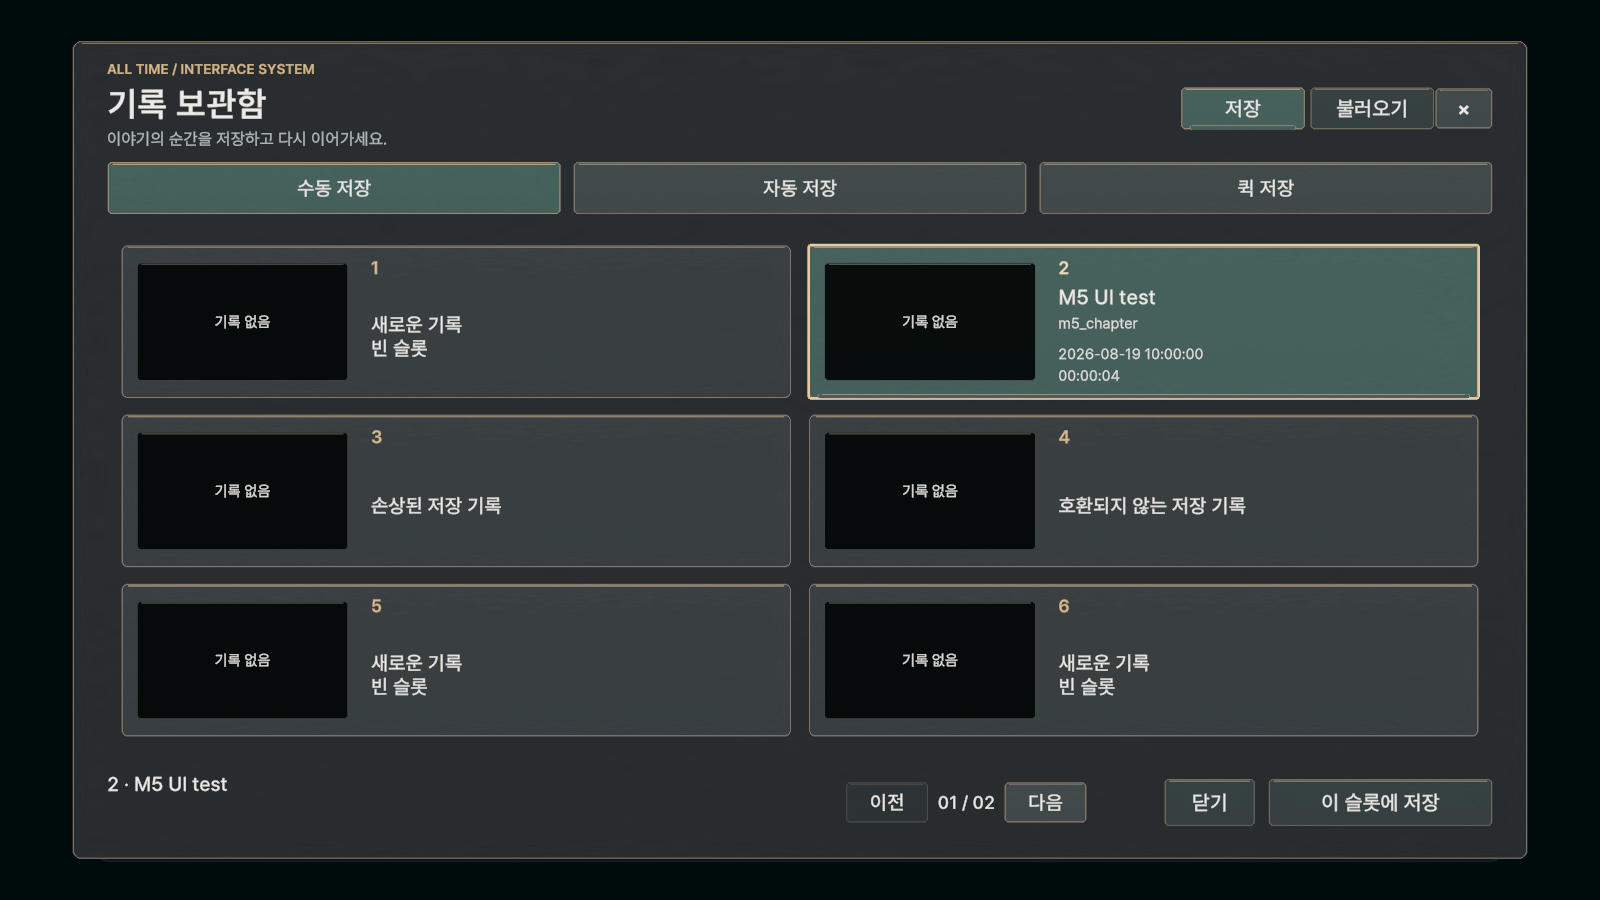 ALL TIME / INTERFACE SYSTEM
기록 보관함
이야기의 순간을 저장하고 다시 이어가세요.
저장
불러오기
×
수동 저장
자동 저장
퀵 저장
기록 없음
1
새로운 기록
빈 슬롯
기록 없음
2
M5 UI test
m5_chapter
2026-08-19 10:00:00
00:00:04
기록 없음
3
손상된 저장 기록
기록 없음
4
호환되지 않는 저장 기록
기록 없음
5
새로운 기록
빈 슬롯
기록 없음
6
새로운 기록
빈 슬롯
2 · M5 UI test
이전
01 / 02
다음
닫기
이 슬롯에 저장